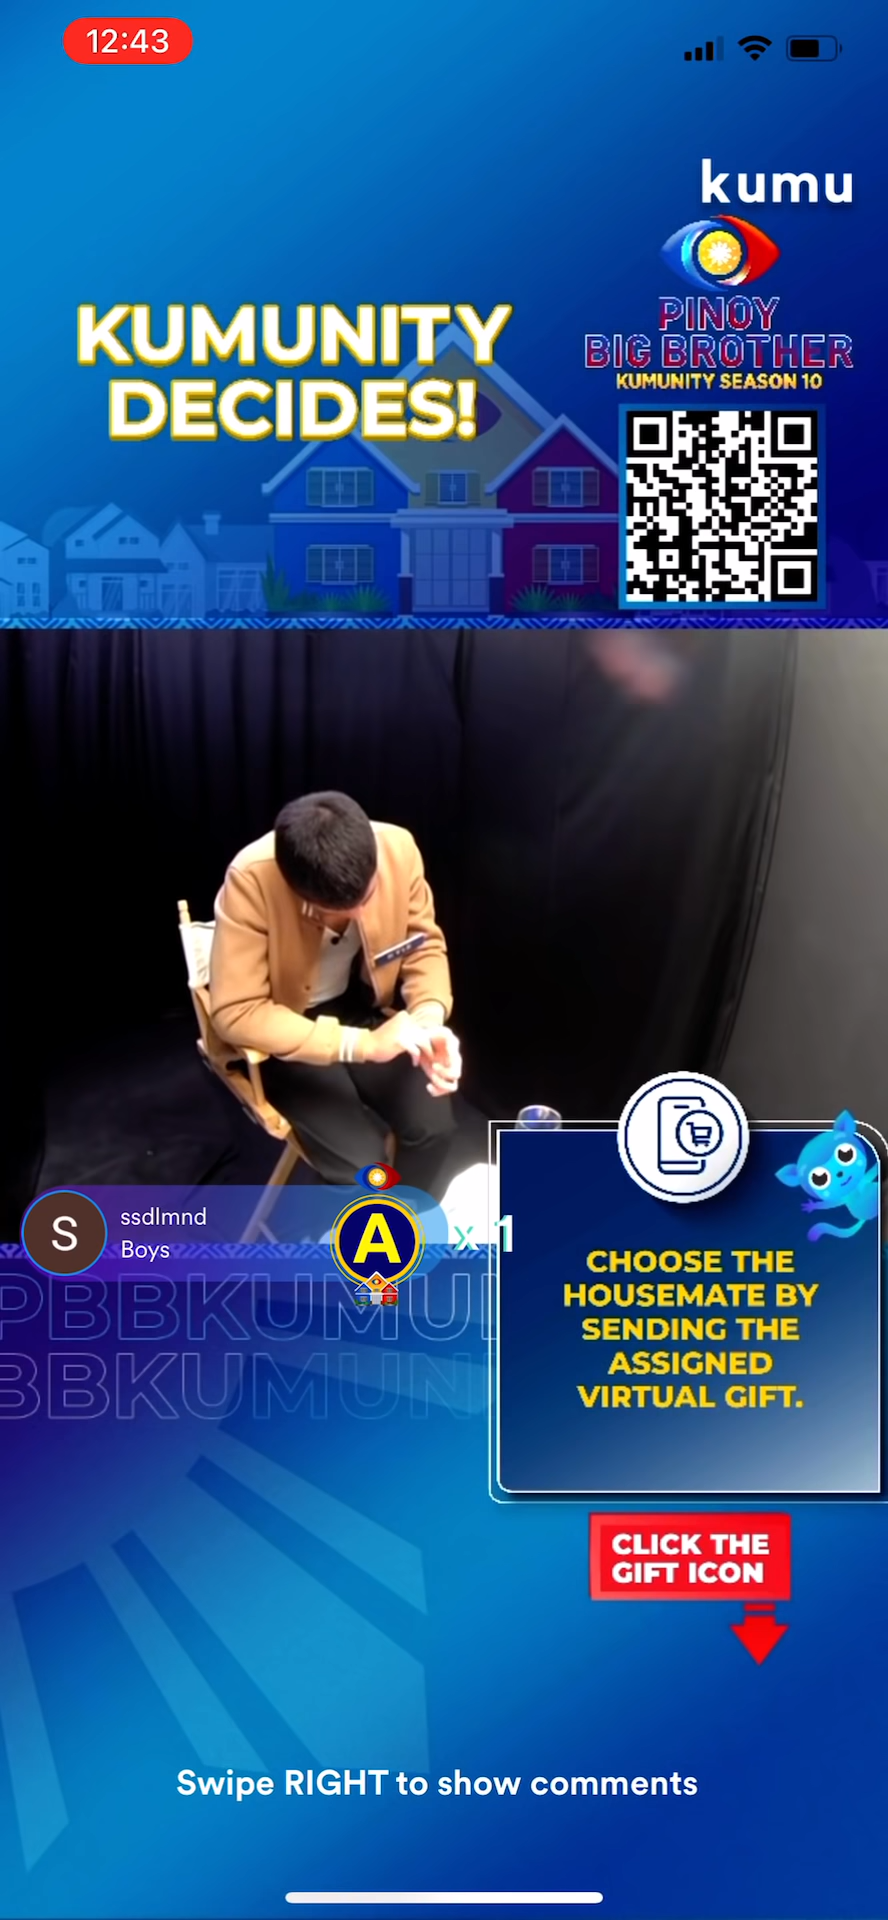 12:43
kumu
KUMUNITY
DECIDES!
PINOY
BIG BROTHER
KUMUNITY SEASON 10
S
ssdlmnd
Boys
A
x 1
PBBKUMU
BBKUMUN
CHOOSE THE
HOUSEMATE BY
SENDING THE
ASSIGNED
VIRTUAL GIFT.
CLICK THE
GIFT ICON
Swipe RIGHT to show comments